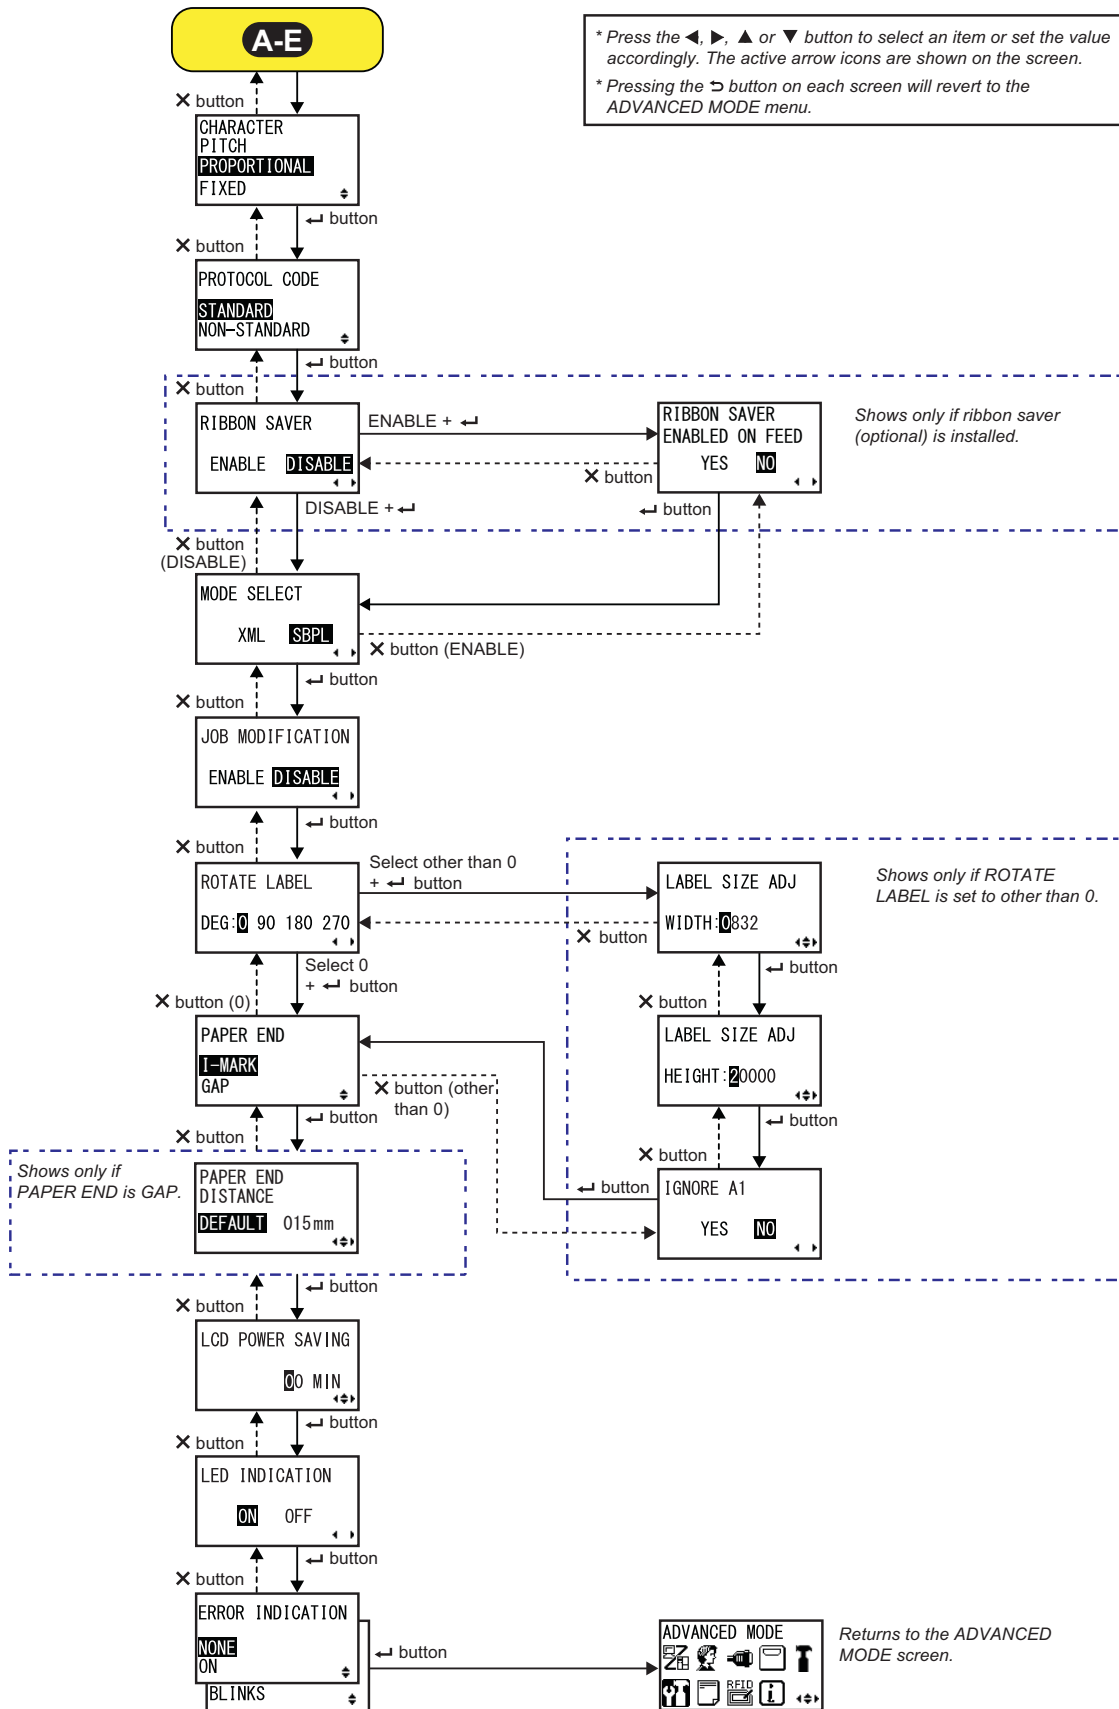 A-E
* Press the ◀, ▶, ▲ or ▼ button to select an item or set the value
accordingly. The active arrow icons are shown on the screen.
* Pressing the ⮌ button on each screen will revert to the
ADVANCED MODE menu.
✕ button
CHARACTER
PITCH
PROPORTIONAL
FIXED
↵ button
✕ button
PROTOCOL CODE
STANDARD
NON-STANDARD
↵ button
✕ button
RIBBON SAVER
ENABLE DISABLE
ENABLE + ↵
✕ button
RIBBON SAVER
ENABLED ON FEED
YES NO
Shows only if ribbon saver
(optional) is installed.
DISABLE + ↵
↵ button
✕ button
(DISABLE)
MODE SELECT
XML SBPL
✕ button (ENABLE)
↵ button
✕ button
JOB MODIFICATION
ENABLE DISABLE
↵ button
✕ button
ROTATE LABEL
DEG:0 90 180 270
Select other than 0
+ ↵ button
✕ button
LABEL SIZE ADJ
WIDTH:0832
Shows only if ROTATE
LABEL is set to other than 0.
Select 0
+ ↵ button
↵ button
✕ button (0)
✕ button
PAPER END
I-MARK
GAP
LABEL SIZE ADJ
HEIGHT:20000
✕ button (other
than 0)
↵ button
↵ button
✕ button
✕ button
Shows only if
PAPER END is GAP.
PAPER END
DISTANCE
DEFAULT 015mm
↵ button
IGNORE A1
YES NO
↵ button
✕ button
LCD POWER SAVING
00 MIN
↵ button
✕ button
LED INDICATION
ON OFF
↵ button
✕ button
ERROR INDICATION
NONE
ON
BLINKS
↵ button
ADVANCED MODE
RFID
i
Returns to the ADVANCED
MODE screen.